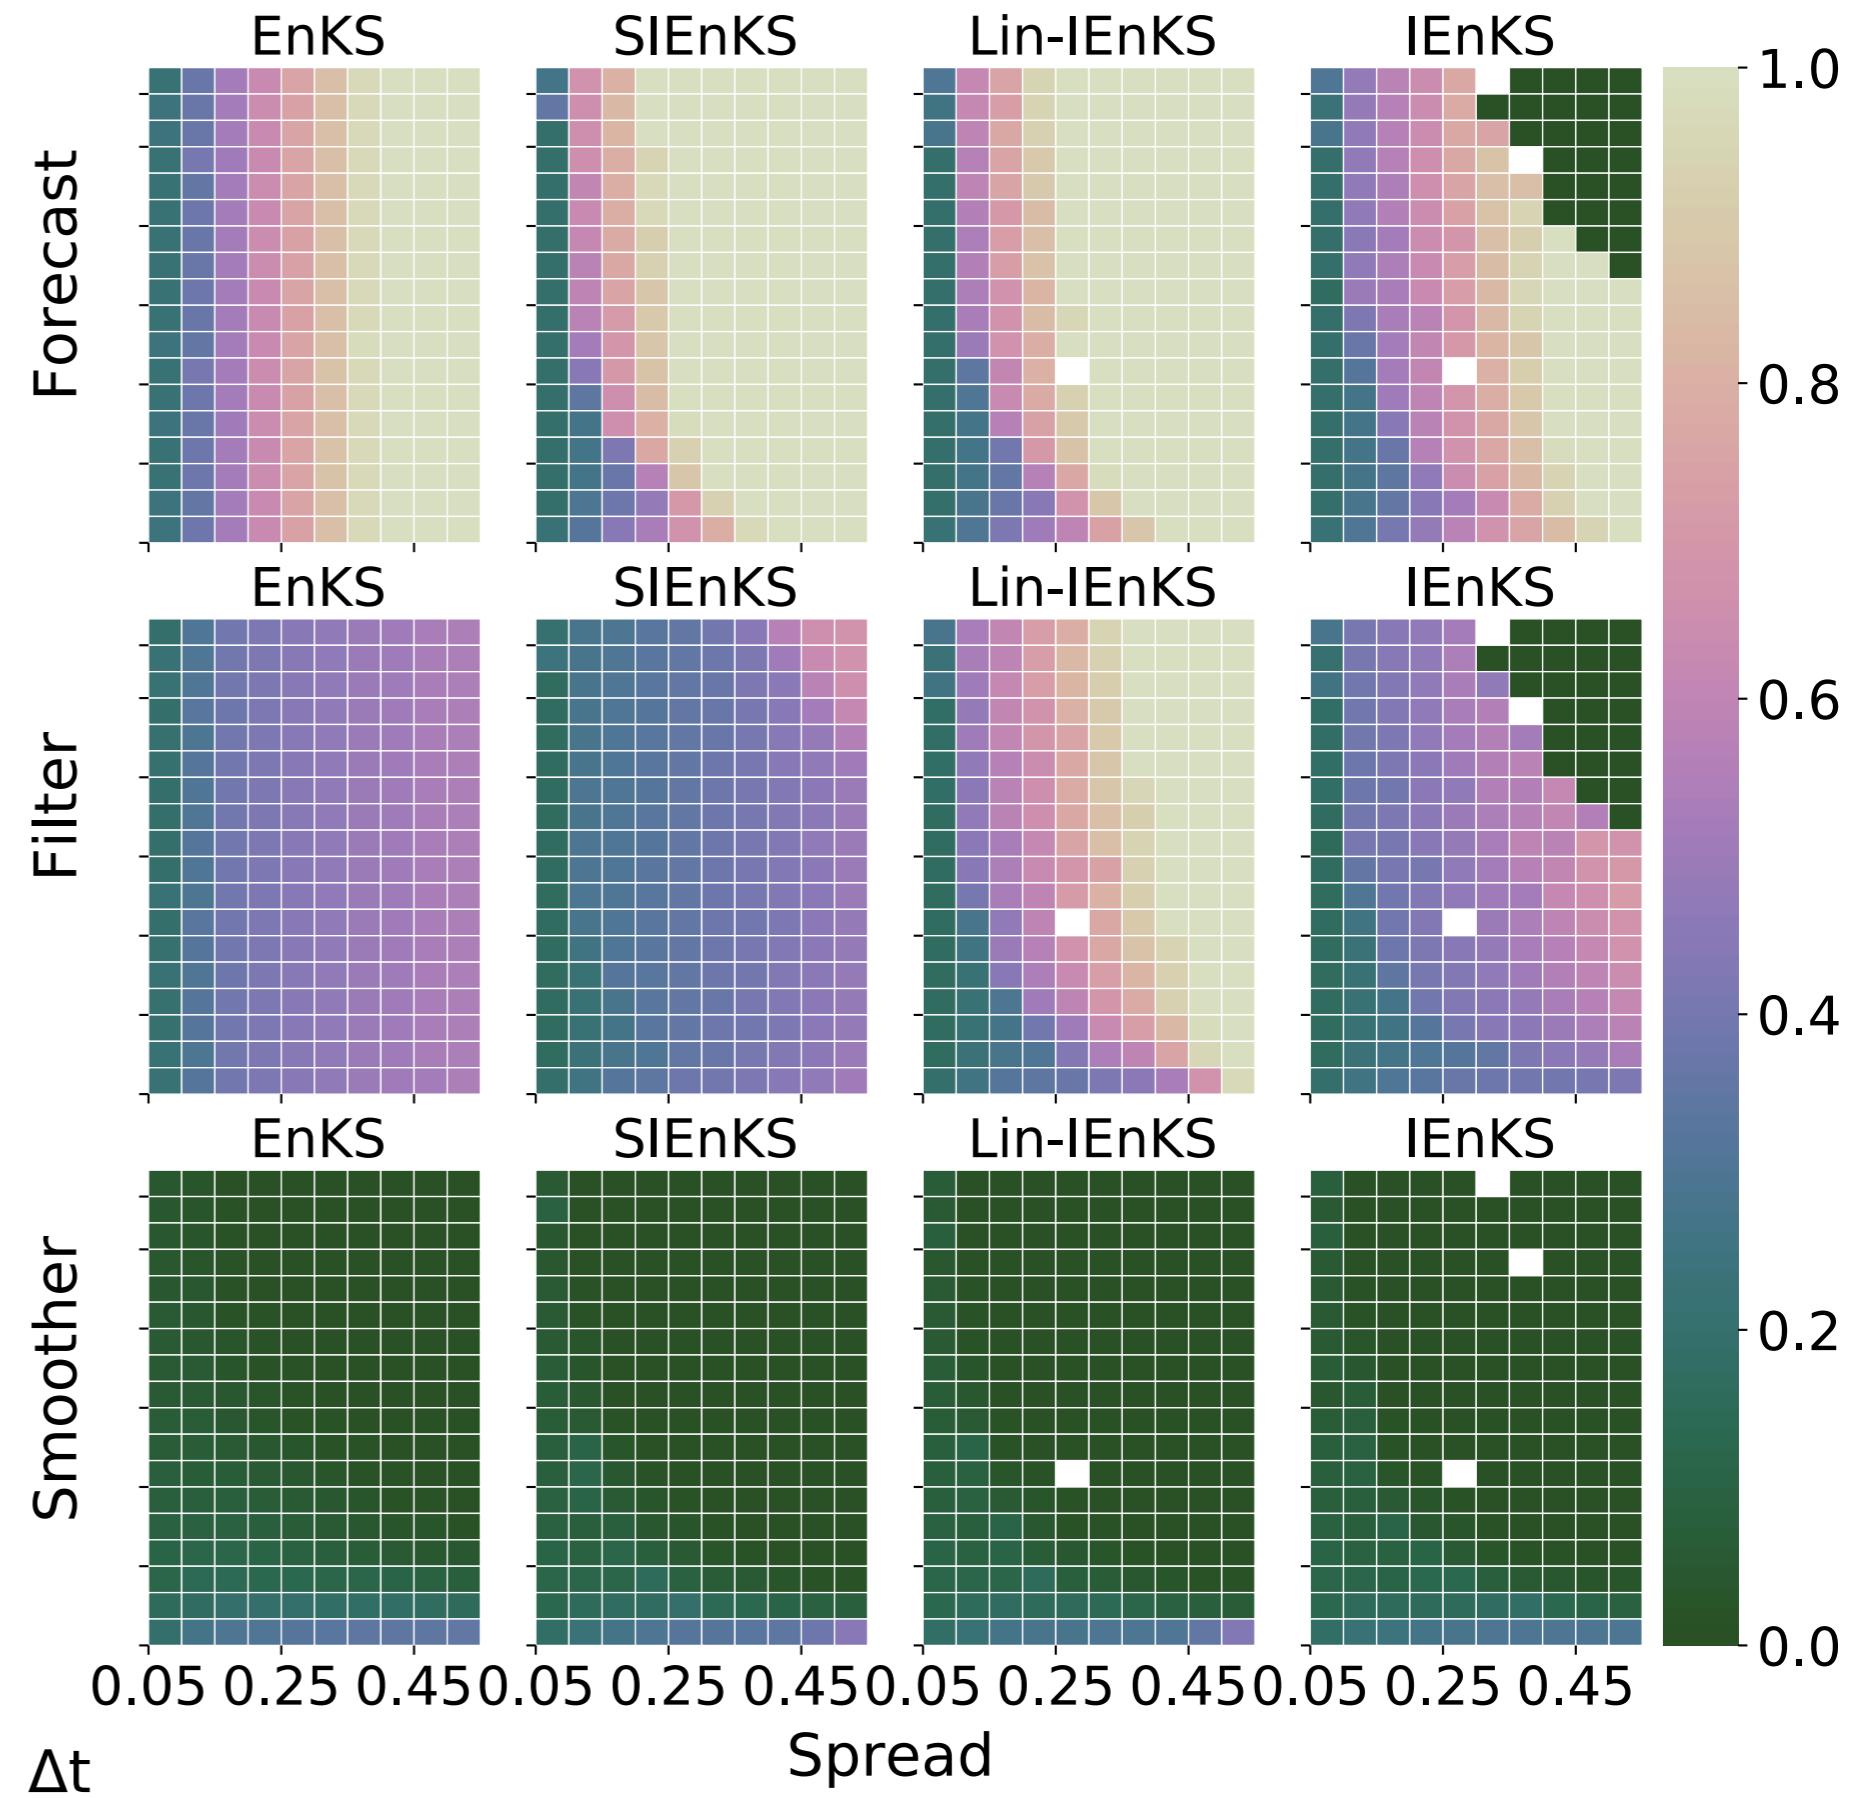 EnKS SIEnKS Lin-IEnKS IEnKS
Forecast
EnKS SIEnKS Lin-IEnKS IEnKS
Filter
EnKS SIEnKS Lin-IEnKS IEnKS
Smoother
1.0
0.8
0.6
0.4
0.2
0.0
0.05 0.25 0.45 0.05 0.25 0.45 0.05 0.25 0.45 0.05 0.25 0.45
Spread
Δt